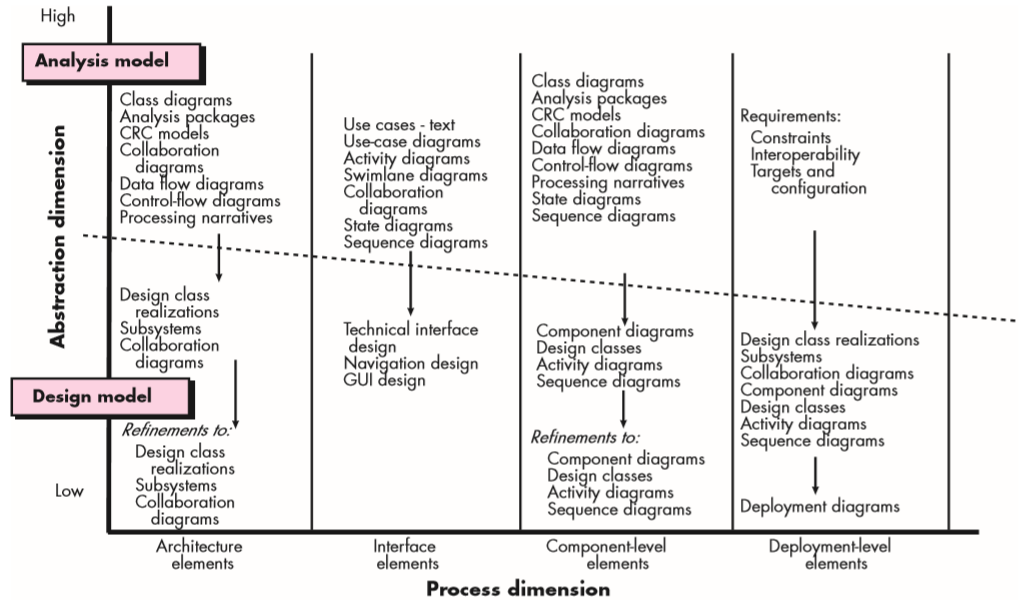 High
Analysis model
Abstraction dimension
Design model
Low
Class diagrams
Analysis packages
CRC models
Collaboration
diagrams
Data flow diagrams
Control-flow diagrams
Processing narratives
Design class
realizations
Subsystems
Collaboration
diagrams
Refinements to:
Design class
realizations
Subsystems
Collaboration
diagrams
Use cases - text
Use-case diagrams
Activity diagrams
Swimlane diagrams
Collaboration
diagrams
State diagrams
Sequence diagrams
Technical interface
design
Navigation design
GUI design
Class diagrams
Analysis packages
CRC models
Collaboration diagrams
Data flow diagrams
Control-flow diagrams
Processing narratives
State diagrams
Sequence diagrams
Component diagrams
Design classes
Activity diagrams
Sequence diagrams
Refinements to:
Component diagrams
Design classes
Activity diagrams
Sequence diagrams
Requirements:
Constraints
Interoperability
Targets and
configuration
Design class realizations
Subsystems
Collaboration diagrams
Component diagrams
Design classes
Activity diagrams
Sequence diagrams
Deployment diagrams
Architecture
elements
Interface
elements
Component-level
elements
Deployment-level
elements
Process dimension